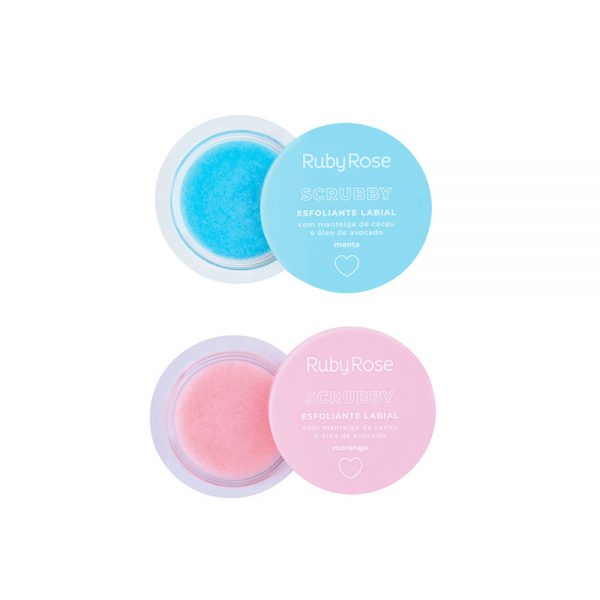 Ruby Rose
SCRUBBY
ESFOLIANTE LABIAL
com manteiga de cacau
e óleo de avocado
menta
Ruby Rose
SCRUBBY
ESFOLIANTE LABIAL
com manteiga de cacau
e óleo de avocado
morango